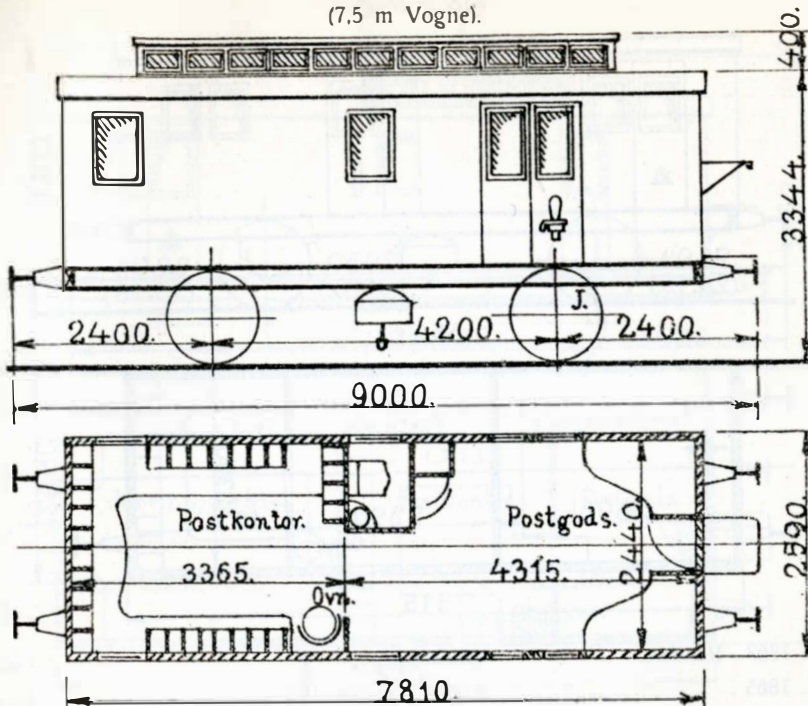 (7,5 m Vogne).
400.
3344.
J.
2400. 4200. 2400.
9000.
Postkontor. Postgods.
2440.
2590.
3365. 4315.
Ovn.
7810.